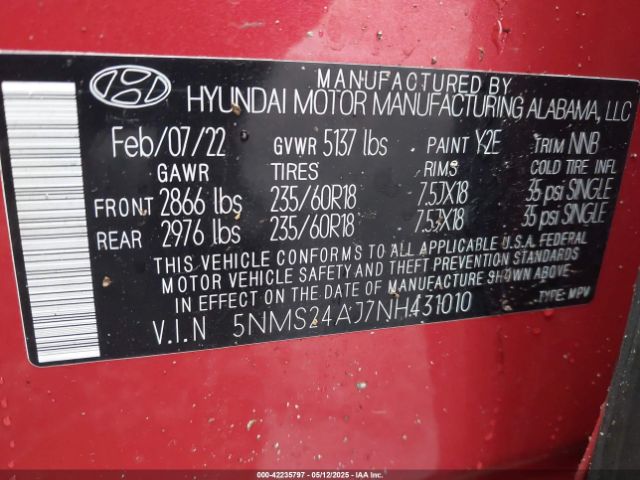 MANUFACTURED BY
HYUNDAI MOTOR MANUFACTURING ALABAMA, LLC
Feb/07/22 GVWR 5137 lbs PAINT Y2E TRIM NNB
GAWR TIRES RIMS COLD TIRE INFL
FRONT 2866 lbs 235/60R18 7.5JX18 35 psi SINGLE
REAR 2976 lbs 235/60R18 7.5JX18 35 psi SINGLE
THIS VEHICLE CONFORMS TO ALL APPLICABLE U.S.A. FEDERAL
MOTOR VEHICLE SAFETY AND THEFT PREVENTION STANDARDS
IN EFFECT ON THE DATE OF MANUFACTURE SHOWN ABOVE.
V.I.N 5NMS24AJ7NH431010 TYPE: MPV
000-42235797 - 05/12/2025 - IAAI.COM